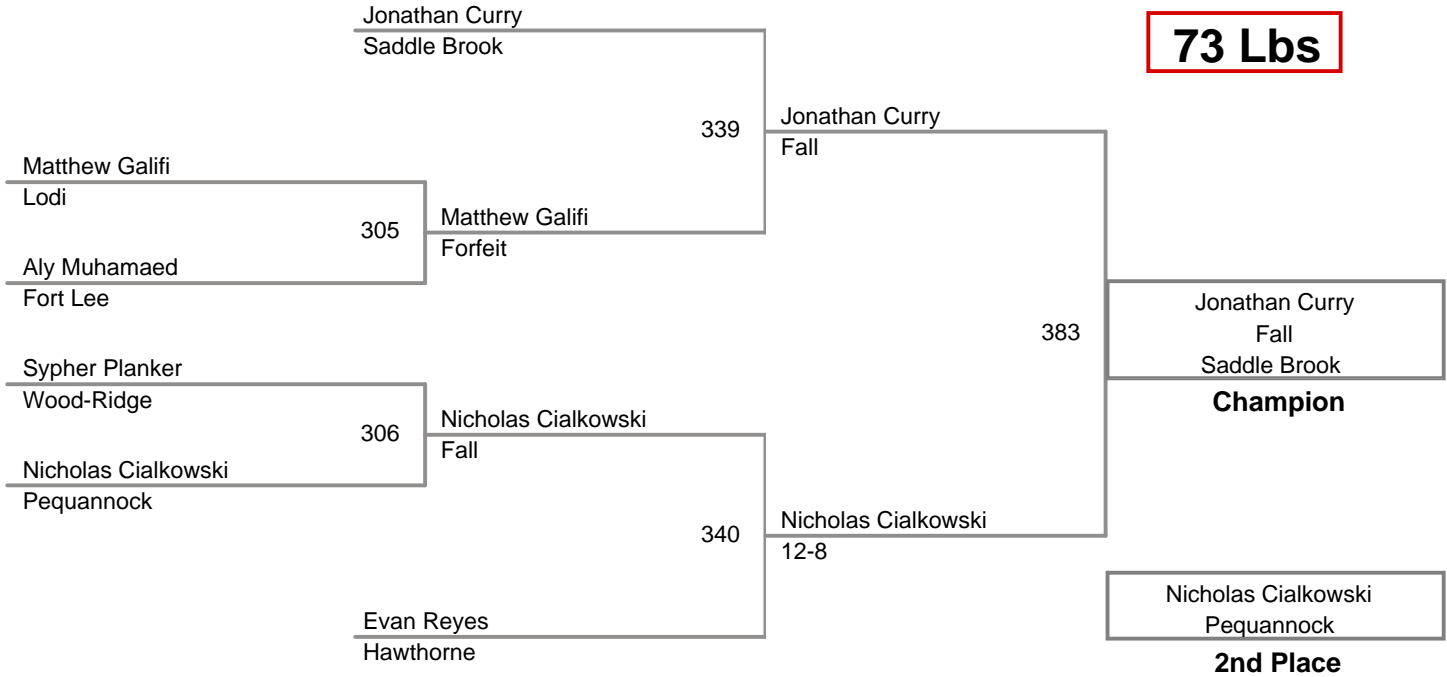 Jonathan Curry
Saddle Brook
73 Lbs
339
Jonathan Curry
Fall
Matthew Galifi
Lodi
305
Matthew Galifi
Forfeit
Aly Muhamaed
Fort Lee
383
Jonathan Curry
Fall
Saddle Brook
Champion
Sypher Planker
Wood-Ridge
306
Nicholas Cialkowski
Fall
Nicholas Cialkowski
Pequannock
340
Nicholas Cialkowski
12-8
Evan Reyes
Hawthorne
Nicholas Cialkowski
Pequannock
2nd Place